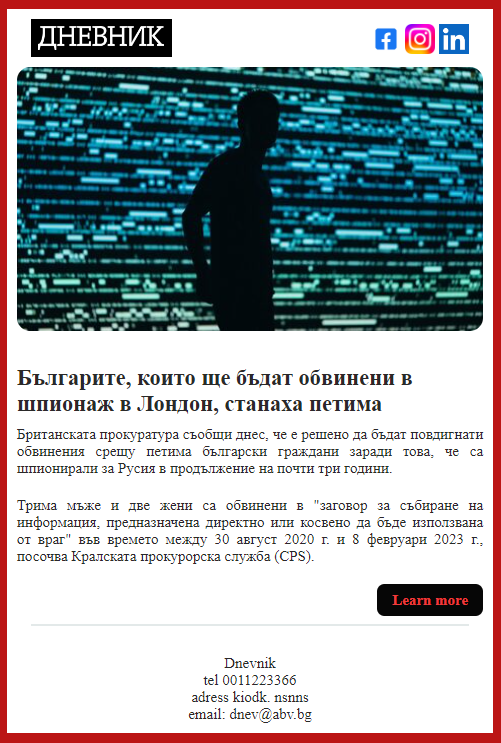 ДНЕВНИК
Българите, които ще бъдат обвинени в
шпионаж в Лондон, станаха петима
Британската прокуратура съобщи днес, че е решено да бъдат повдигнати
обвинения срещу петима български граждани заради това, че са
шпионирали за Русия в продължение на почти три години.
Трима мъже и две жени са обвинени в "заговор за събиране на
информация, предназначена директно или косвено да бъде използвана
от враг" във времето между 30 август 2020 г. и 8 февруари 2023 г.,
посочва Кралската прокурорска служба (CPS).
Learn more
Dnevnik
tel 0011223366
adress kiodk. nsnns
email: dnev@abv.bg